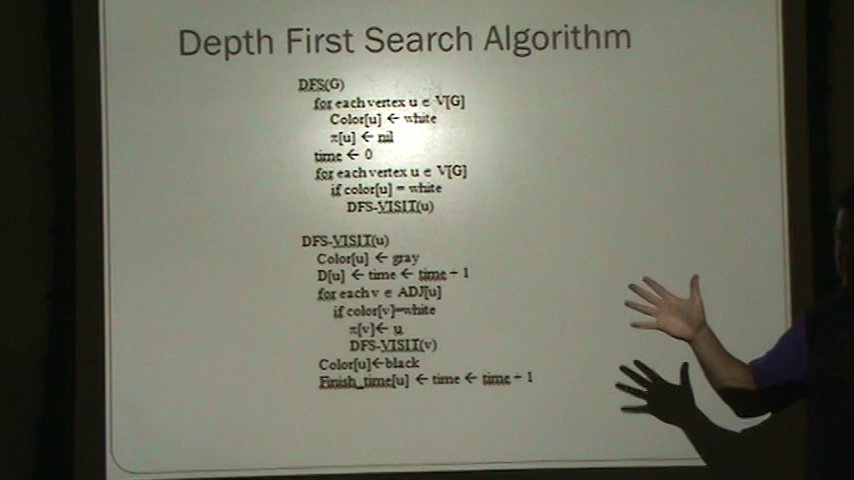 Depth First Search Algorithm
DFS(G)
for each vertex u ∈ V[G]
Color[u] ← white
π[u] ← nil
time ← 0
for each vertex u ∈ V[G]
if color[u] = white
DFS-VISIT(u)
DFS-VISIT(u)
Color[u] ← gray
D[u] ← time ← time + 1
for each v ∈ ADJ[u]
if color[v]=white
π[v]← u
DFS-VISIT(v)
Color[u]←black
Finish_time[u] ← time ← time + 1